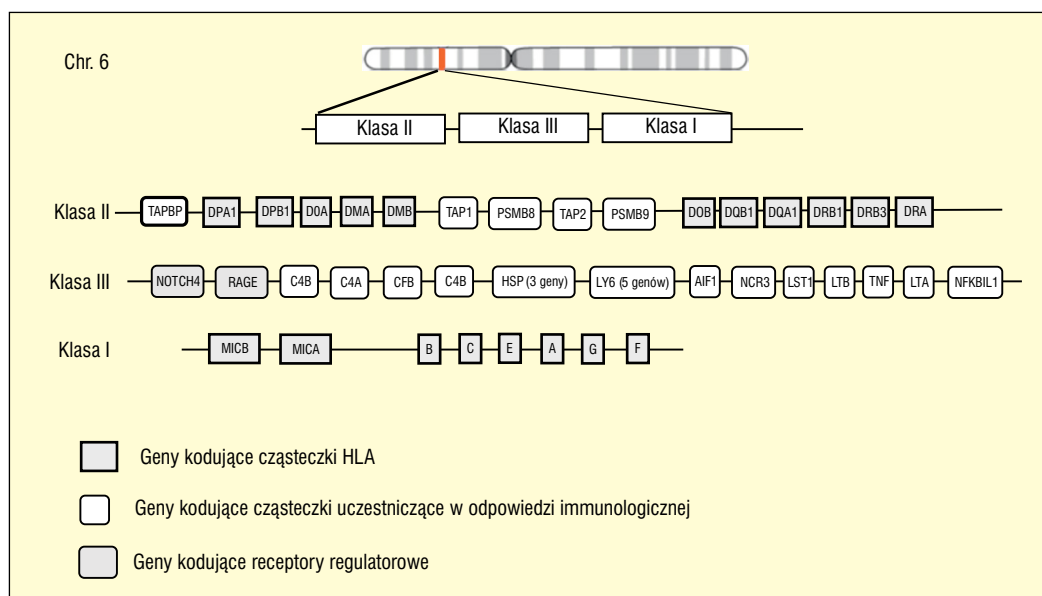 Chr. 6
Klasa II Klasa III Klasa I
Klasa II TAPBP DPA1 DPB1 D0A DMA DMB TAP1 PSMB8 TAP2 PSMB9 DOB DQB1 DQA1 DRB1 DRB3 DRA
Klasa III NOTCH4 RAGE C4B C4A CFB C4B HSP (3 geny) LY6 (5 genów) AIF1 NCR3 LST1 LTB TNF LTA NFKBIL1
Klasa I MICB MICA B C E A G F
Geny kodujące cząsteczki HLA
Geny kodujące cząsteczki uczestniczące w odpowiedzi immunologicznej
Geny kodujące receptory regulatorowe